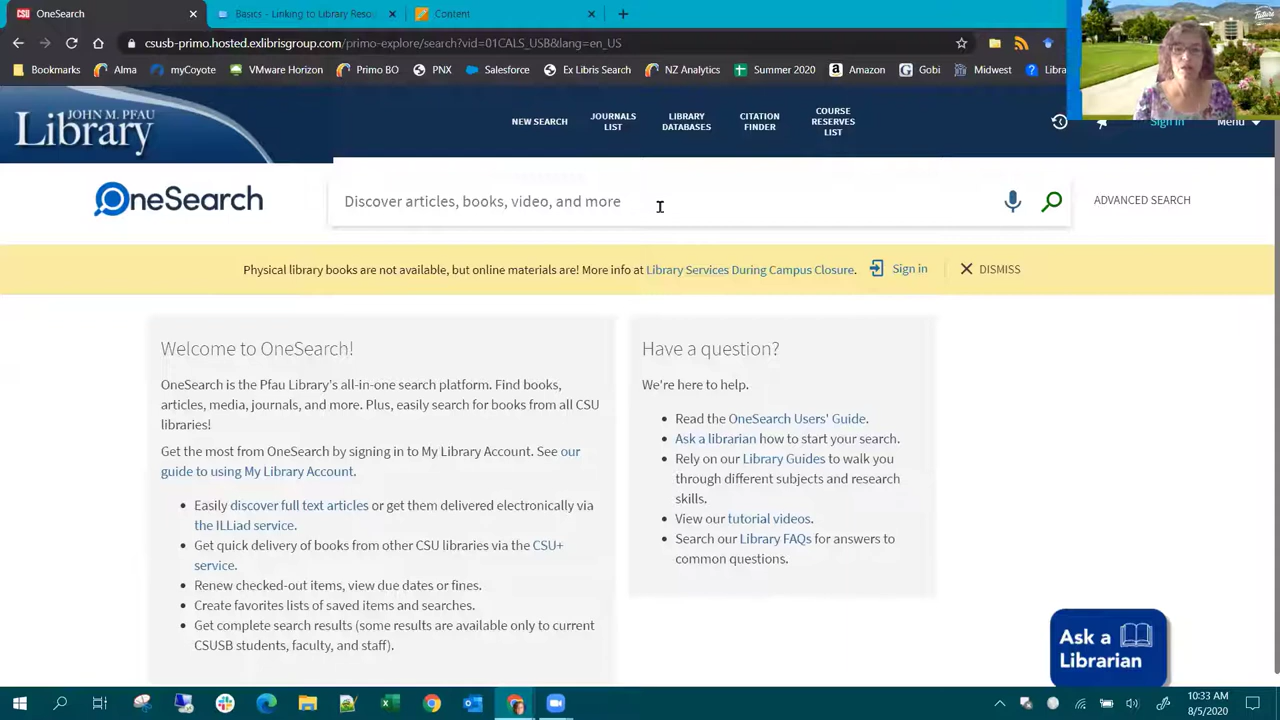 OneSearch
Basics - Linking to Library Reso
Content
csusb-primo.hosted.exlibrisgroup.com/primo-explore/search?vid=01CALS_USB&lang=en_US
Bookmarks Alma myCoyote VMware Horizon Primo BO PNX Salesforce Ex Libris Search NZ Analytics Summer 2020 Amazon Gobi Midwest Libra
JOHN M. PFAU
Library
NEW SEARCH
JOURNALS
LIST
LIBRARY
DATABASES
CITATION
FINDER
COURSE
RESERVES
LIST
Sign in
Menu
OneSearch
Discover articles, books, video, and more
ADVANCED SEARCH
Physical library books are not available, but online materials are! More info at Library Services During Campus Closure. Sign in DISMISS
Welcome to OneSearch!
OneSearch is the Pfau Library's all-in-one search platform. Find books,
articles, media, journals, and more. Plus, easily search for books from all CSU
libraries!
Get the most from OneSearch by signing in to My Library Account. See our
guide to using My Library Account.
Easily discover full text articles or get them delivered electronically via
the ILLiad service.
Get quick delivery of books from other CSU libraries via the CSU+
service.
Renew checked-out items, view due dates or fines.
Create favorites lists of saved items and searches.
Get complete search results (some results are available only to current
CSUSB students, faculty, and staff).
Have a question?
We're here to help.
Read the OneSearch Users' Guide.
Ask a librarian how to start your search.
Rely on our Library Guides to walk you
through different subjects and research
skills.
View our tutorial videos.
Search our Library FAQs for answers to
common questions.
Ask a
Librarian
10:33 AM
8/5/2020